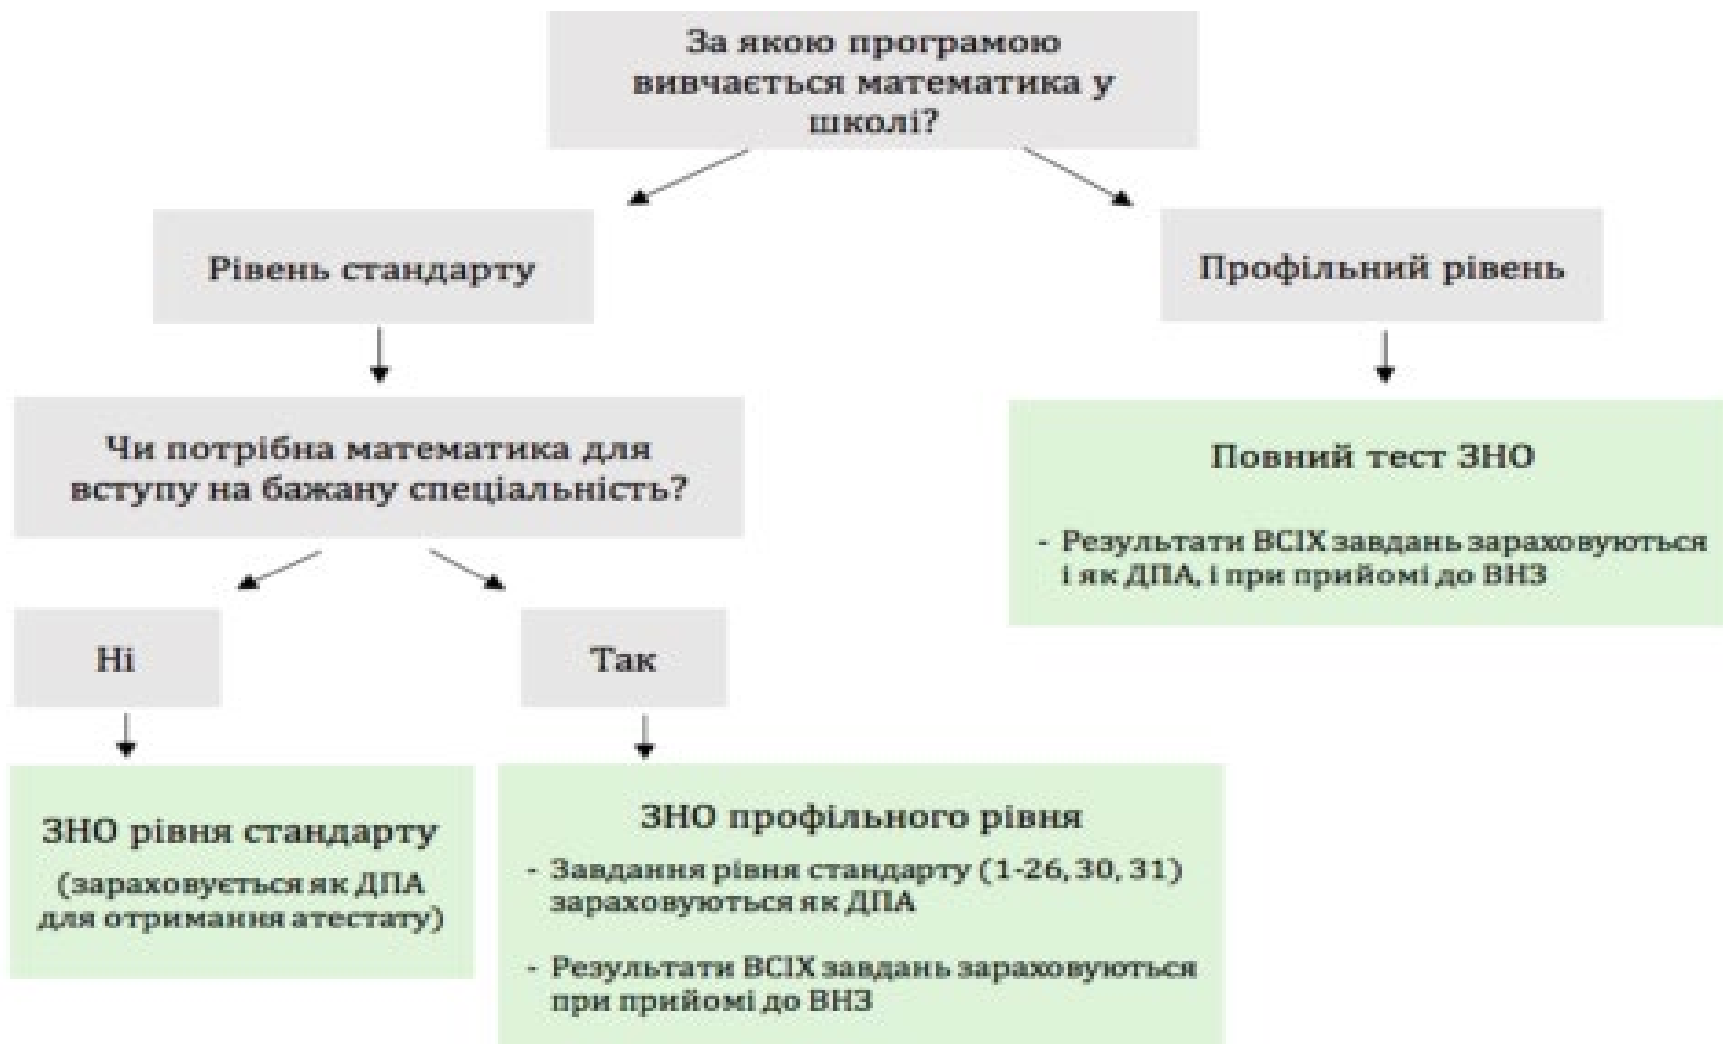 За якою програмою
вивчається математика у
школі?
Рівень стандарту
Профільний рівень
Чи потрібна математика для
вступу на бажану спеціальність?
Повний тест ЗНО
- Результати ВСІХ завдань зараховуються
і як ДПА, і при прийомі до ВНЗ
Ні
Так
ЗНО рівня стандарту
(зараховується як ДПА
для отримання атестату)
ЗНО профільного рівня
- Завдання рівня стандарту (1-26, 30, 31)
зараховуються як ДПА
- Результати ВСІХ завдань зараховуються
при прийомі до ВНЗ